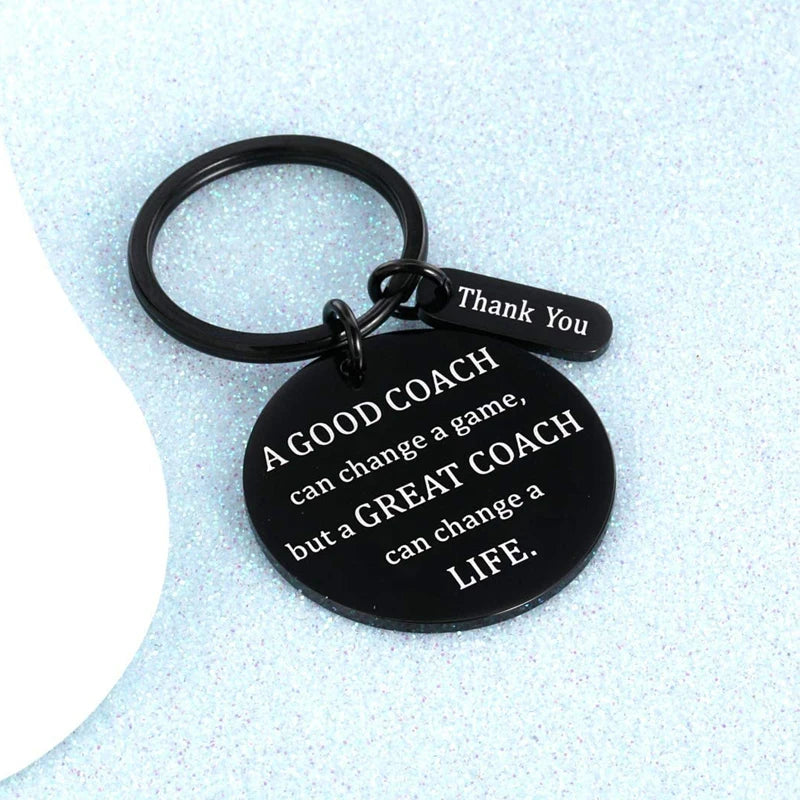 Thank You
A GOOD COACH
can change a game,
but a GREAT COACH
can change a
LIFE.